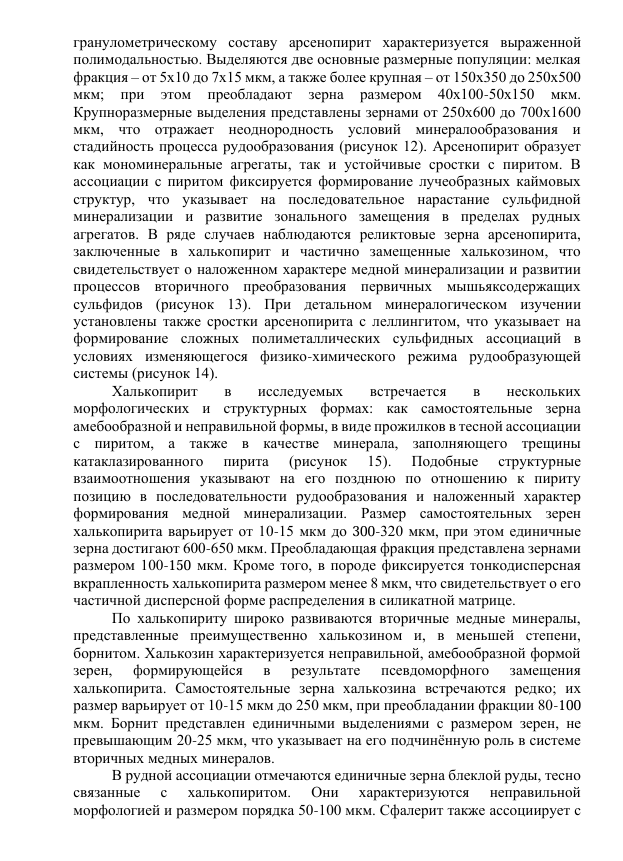 гранулометрическому составу арсенопирит характеризуется выраженной
полимодальностью. Выделяются две основные размерные популяции: мелкая
фракция – от 5х10 до 7х15 мкм, а также более крупная – от 150х350 до 250х500
мкм; при этом преобладают зерна размером 40х100-50х150 мкм.
Крупноразмерные выделения представлены зернами от 250х600 до 700х1600
мкм, что отражает неоднородность условий минералообразования и
стадийность процесса рудообразования (рисунок 12). Арсенопирит образует
как мономинеральные агрегаты, так и устойчивые сростки с пиритом. В
ассоциации с пиритом фиксируется формирование лучеобразных каймовых
структур, что указывает на последовательное нарастание сульфидной
минерализации и развитие зонального замещения в пределах рудных
агрегатов. В ряде случаев наблюдаются реликтовые зерна арсенопирита,
заключенные в халькопирит и частично замещенные халькозином, что
свидетельствует о наложенном характере медной минерализации и развитии
процессов вторичного преобразования первичных мышьяксодержащих
сульфидов (рисунок 13). При детальном минералогическом изучении
установлены также сростки арсенопирита с леллингитом, что указывает на
формирование сложных полиметаллических сульфидных ассоциаций в
условиях изменяющегося физико-химического режима рудообразующей
системы (рисунок 14).
Халькопирит в исследуемых встречается в нескольких
морфологических и структурных формах: как самостоятельные зерна
амебообразной и неправильной формы, в виде прожилков в тесной ассоциации
с пиритом, а также в качестве минерала, заполняющего трещины
катаклазированного пирита (рисунок 15). Подобные структурные
взаимоотношения указывают на его позднюю по отношению к пириту
позицию в последовательности рудообразования и наложенный характер
формирования медной минерализации. Размер самостоятельных зерен
халькопирита варьирует от 10-15 мкм до 300-320 мкм, при этом единичные
зерна достигают 600-650 мкм. Преобладающая фракция представлена зернами
размером 100-150 мкм. Кроме того, в породе фиксируется тонкодисперсная
вкрапленность халькопирита размером менее 8 мкм, что свидетельствует о его
частичной дисперсной форме распределения в силикатной матрице.
По халькопириту широко развиваются вторичные медные минералы,
представленные преимущественно халькозином и, в меньшей степени,
борнитом. Халькозин характеризуется неправильной, амебообразной формой
зерен, формирующейся в результате псевдоморфного замещения
халькопирита. Самостоятельные зерна халькозина встречаются редко; их
размер варьирует от 10-15 мкм до 250 мкм, при преобладании фракции 80-100
мкм. Борнит представлен единичными выделениями с размером зерен, не
превышающим 20-25 мкм, что указывает на его подчинённую роль в системе
вторичных медных минералов.
В рудной ассоциации отмечаются единичные зерна блеклой руды, тесно
связанные с халькопиритом. Они характеризуются неправильной
морфологией и размером порядка 50-100 мкм. Сфалерит также ассоциирует с